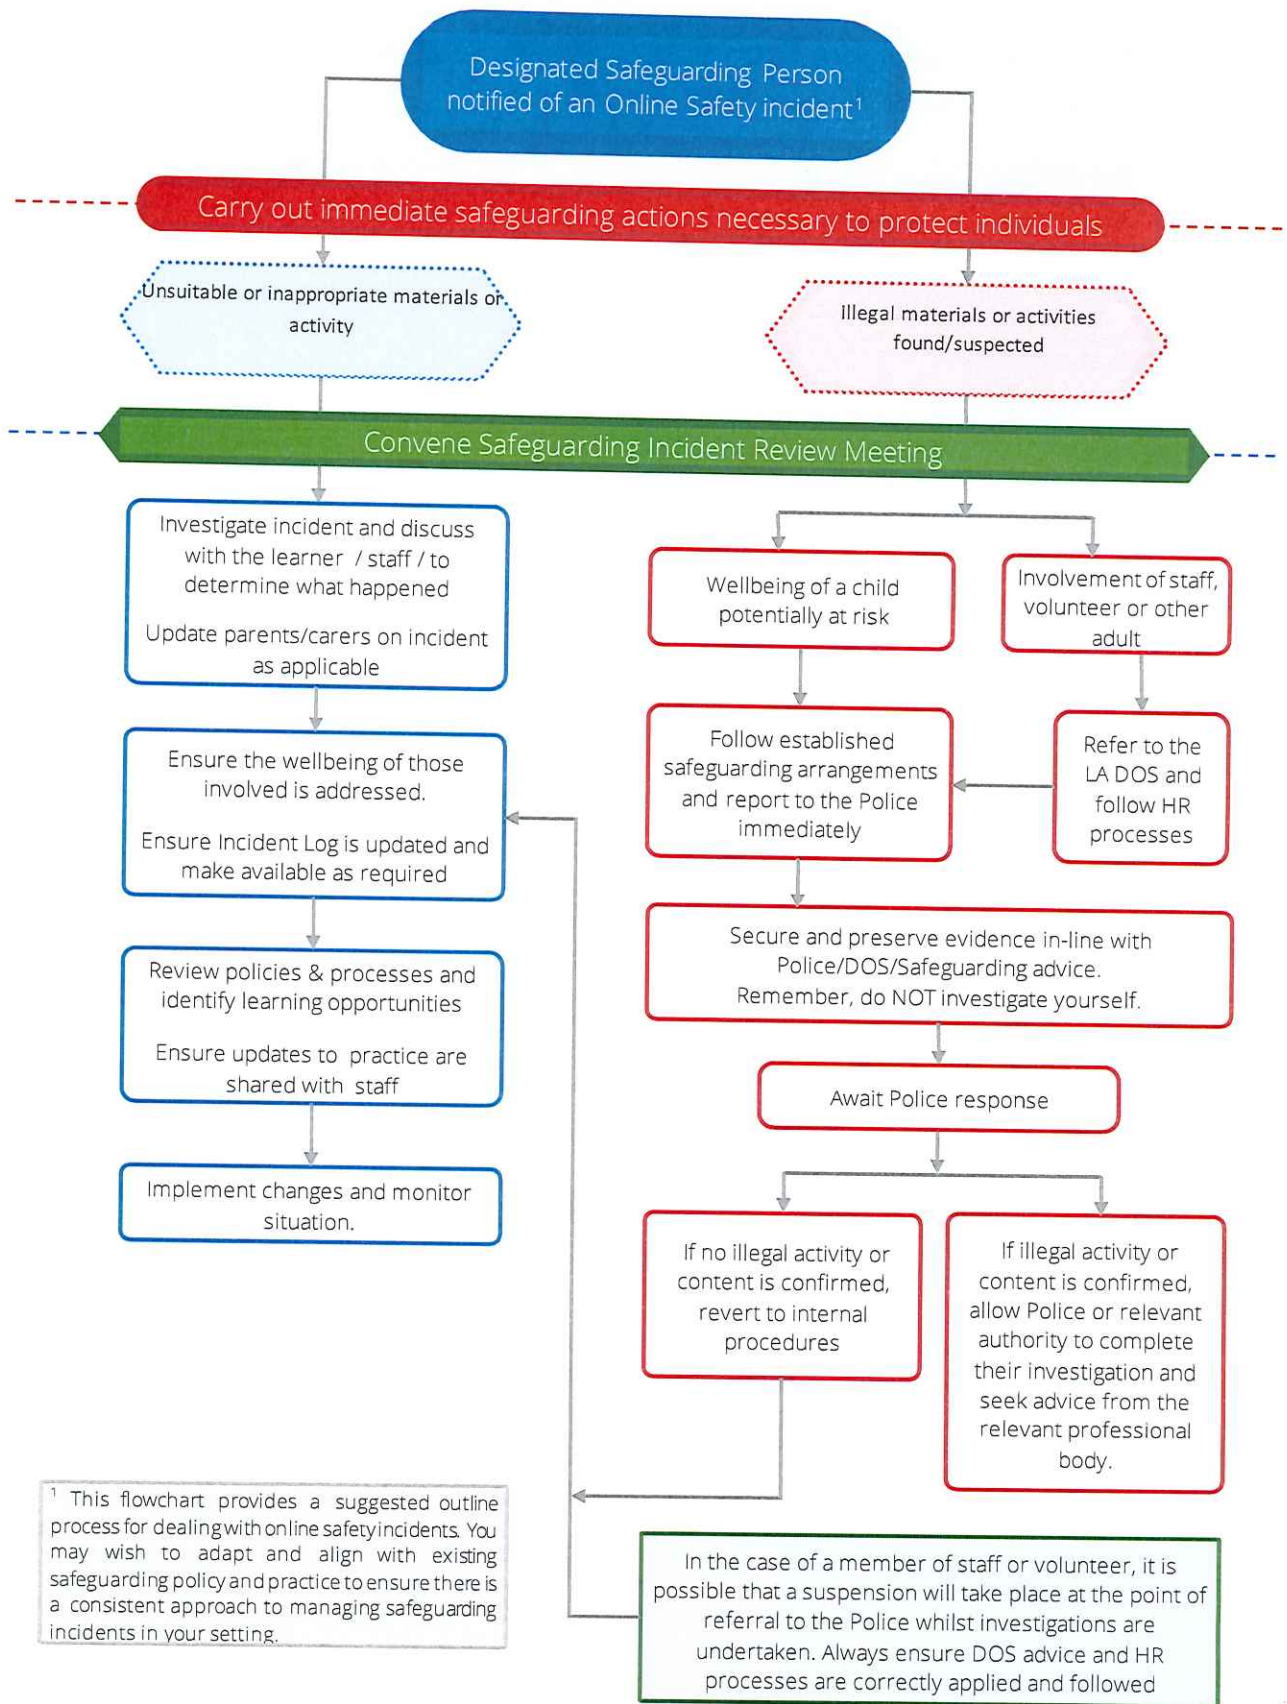 Designated Safeguarding Person
notified of an Online Safety incident¹
Carry out immediate safeguarding actions necessary to protect individuals
Unsuitable or inappropriate materials or
activity
Illegal materials or activities
found/suspected
Convene Safeguarding Incident Review Meeting
Investigate incident and discuss
with the learner / staff / to
determine what happened
Update parents/carers on incident
as applicable
Ensure the wellbeing of those
involved is addressed.
Ensure Incident Log is updated and
make available as required
Review policies & processes and
identify learning opportunities
Ensure updates to practice are
shared with staff
Implement changes and monitor
situation.
Wellbeing of a child
potentially at risk
Involvement of staff,
volunteer or other
adult
Follow established
safeguarding arrangements
and report to the Police
immediately
Refer to the
LA DOS and
follow HR
processes
Secure and preserve evidence in-line with
Police/DOS/Safeguarding advice.
Remember, do NOT investigate yourself.
Await Police response
If no illegal activity or
content is confirmed,
revert to internal
procedures
If illegal activity or
content is confirmed,
allow Police or relevant
authority to complete
their investigation and
seek advice from the
relevant professional
body.
¹ This flowchart provides a suggested outline
process for dealing with online safety incidents. You
may wish to adapt and align with existing
safeguarding policy and practice to ensure there is
a consistent approach to managing safeguarding
incidents in your setting.
In the case of a member of staff or volunteer, it is
possible that a suspension will take place at the point of
referral to the Police whilst investigations are
undertaken. Always ensure DOS advice and HR
processes are correctly applied and followed